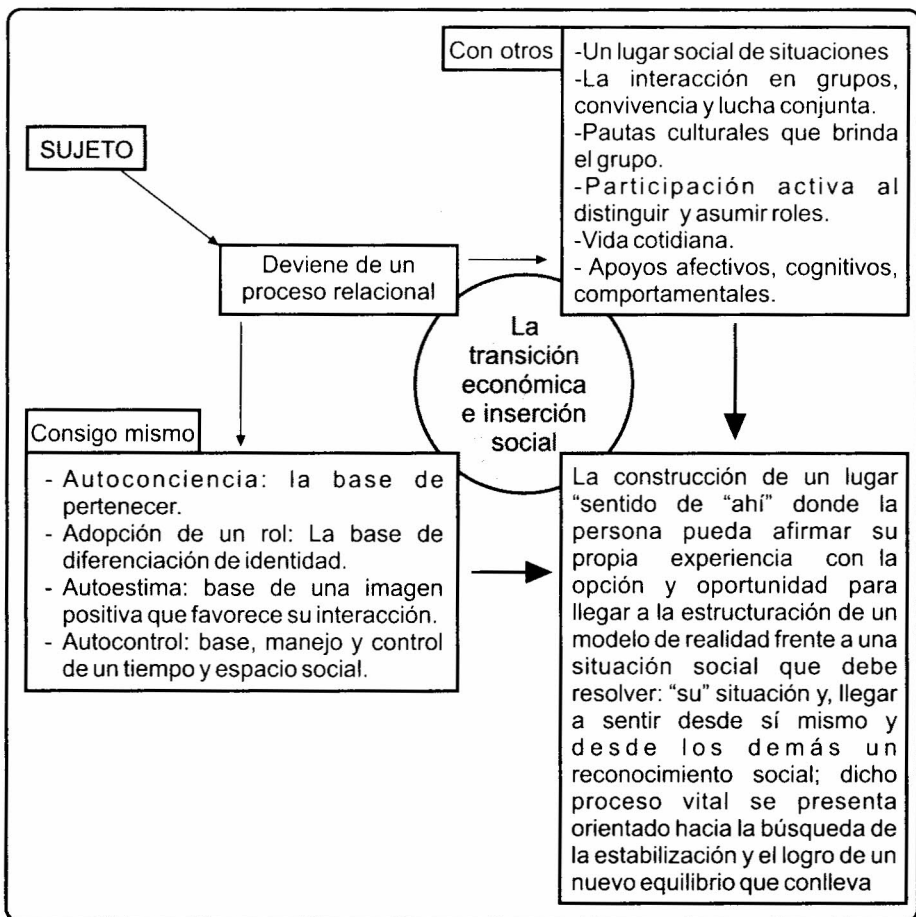 SUJETO
Deviene de un
proceso relacional
Con otros
-Un lugar social de situaciones
-La interacción en grupos,
convivencia y lucha conjunta.
-Pautas culturales que brinda
el grupo.
-Participación activa al
distinguir y asumir roles.
-Vida cotidiana.
- Apoyos afectivos, cognitivos,
comportamentales.
La
transición
económica
e inserción
social
Consigo mismo
- Autoconciencia: la base de
pertenecer.
- Adopción de un rol: La base de
diferenciación de identidad.
- Autoestima: base de una imagen
positiva que favorece su interacción.
- Autocontrol: base, manejo y control
de un tiempo y espacio social.
La construcción de un lugar
“sentido de “ahí” donde la
persona pueda afirmar su
propia experiencia con la
opción y oportunidad para
llegar a la estructuración de un
modelo de realidad frente a una
situación social que debe
resolver: “su” situación y, llegar
a sentir desde sí mismo y
desde los demás un
reconocimiento social; dicho
proceso vital se presenta
orientado hacia la búsqueda de
la estabilización y el logro de un
nuevo equilibrio que conlleva